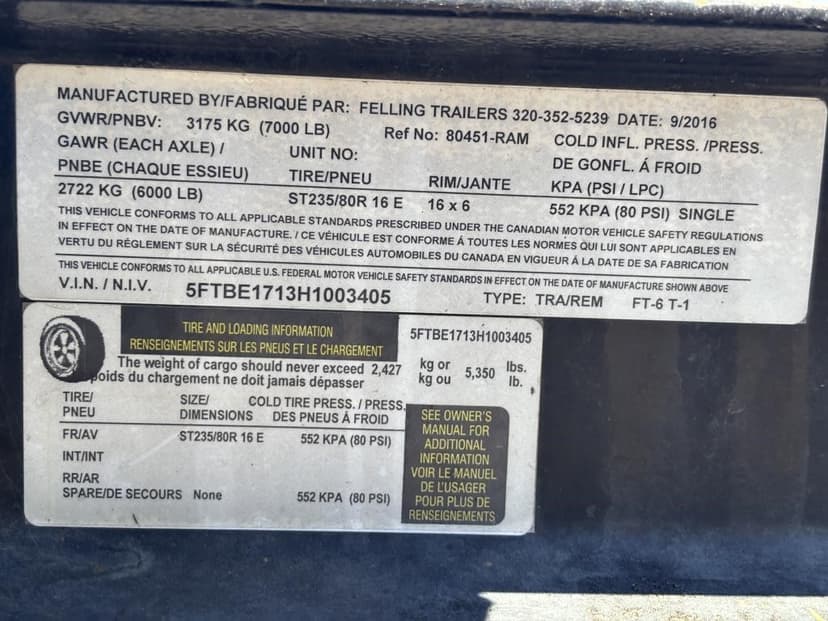 MANUFACTURED BY/FABRIQUÉ PAR: FELLING TRAILERS 320-352-5239 DATE: 9/2016
GVWR/PNBV: 3175 KG (7000 LB) Ref No: 80451-RAM COLD INFL. PRESS. /PRESS.
GAWR (EACH AXLE) / UNIT NO: DE GONFL. Á FROID
PNBE (CHAQUE ESSIEU) TIRE/PNEU RIM/JANTE KPA (PSI / LPC)
2722 KG (6000 LB) ST235/80R 16 E 16 x 6 552 KPA (80 PSI) SINGLE
THIS VEHICLE CONFORMS TO ALL APPLICABLE STANDARDS PRESCRIBED UNDER THE CANADIAN MOTOR VEHICLE SAFETY REGULATIONS
IN EFFECT ON THE DATE OF MANUFACTURE. / CE VÉHICULE EST CONFORME Á TOUTES LES NORMES QUI LUI SONT APPLICABLES EN
VERTU DU RÉGLEMENT SUR LA SÉCURITÉ DES VÉHICULES AUTOMOBILES DU CANADA EN VIGUEUR Á LA DATE DE SA FABRICATION
THIS VEHICLE CONFORMS TO ALL APPLICABLE U.S. FEDERAL MOTOR VEHICLE SAFETY STANDARDS IN EFFECT ON THE DATE OF MANUFACTURE SHOWN ABOVE
V.I.N. / N.I.V. 5FTBE1713H1003405 TYPE: TRA/REM FT-6 T-1
TIRE AND LOADING INFORMATION 5FTBE1713H1003405
RENSEIGNEMENTS SUR LES PNEUS ET LE CHARGEMENT
The weight of cargo should never exceed 2,427 kg or 5,350 lbs.
poids du chargement ne doit jamais dépasser kg ou lb.
TIRE/ SIZE/ COLD TIRE PRESS. / PRESS.
PNEU DIMENSIONS DES PNEUS Á FROID
FR/AV ST235/80R 16 E 552 KPA (80 PSI)
INT/INT
RR/AR
SPARE/DE SECOURS None 552 KPA (80 PSI)
SEE OWNER'S
MANUAL FOR
ADDITIONAL
INFORMATION
VOIR LE MANUEL
DE L'USAGER
POUR PLUS DE
RENSEIGNEMENTS